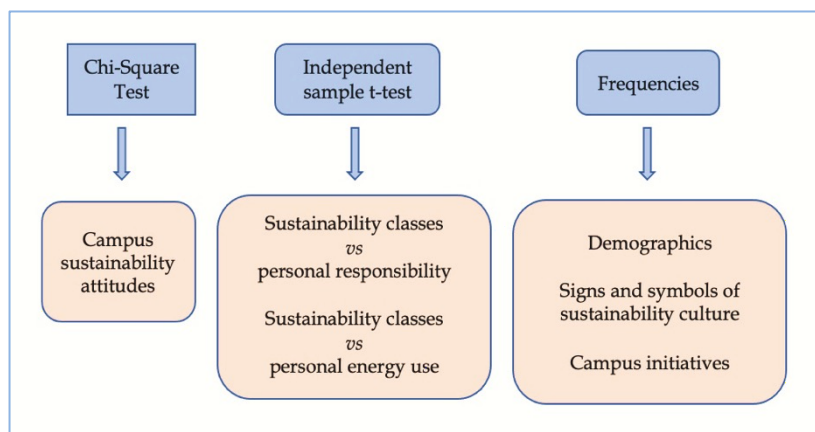 Chi-Square
Test
Independent
sample t-test
Frequencies
Campus
sustainability
attitudes
Sustainability classes
vs
personal responsibility
Sustainability classes
vs
personal energy use
Demographics
Signs and symbols of
sustainability culture
Campus initiatives